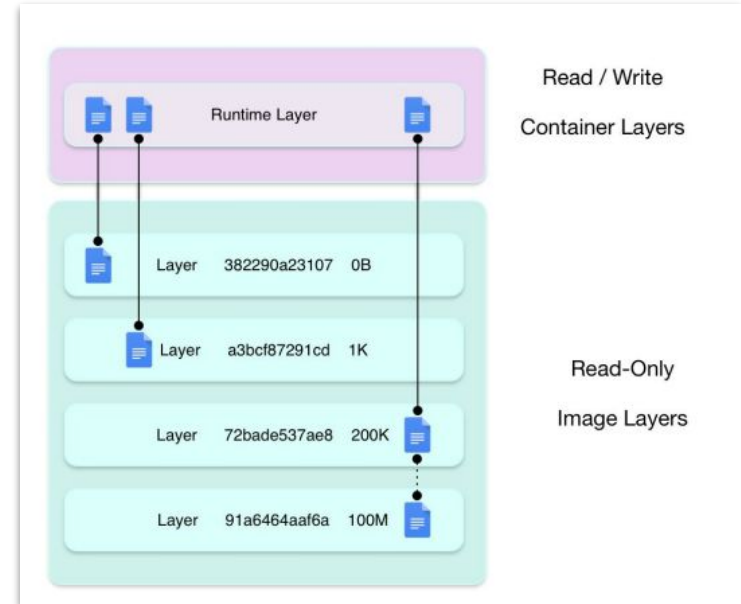 Read / Write
Runtime Layer
Container Layers
Layer 382290a23107 0B
Layer a3bcf87291cd 1K
Read-Only
Image Layers
Layer 72bade537ae8 200K
Layer 91a6464aaf6a 100M